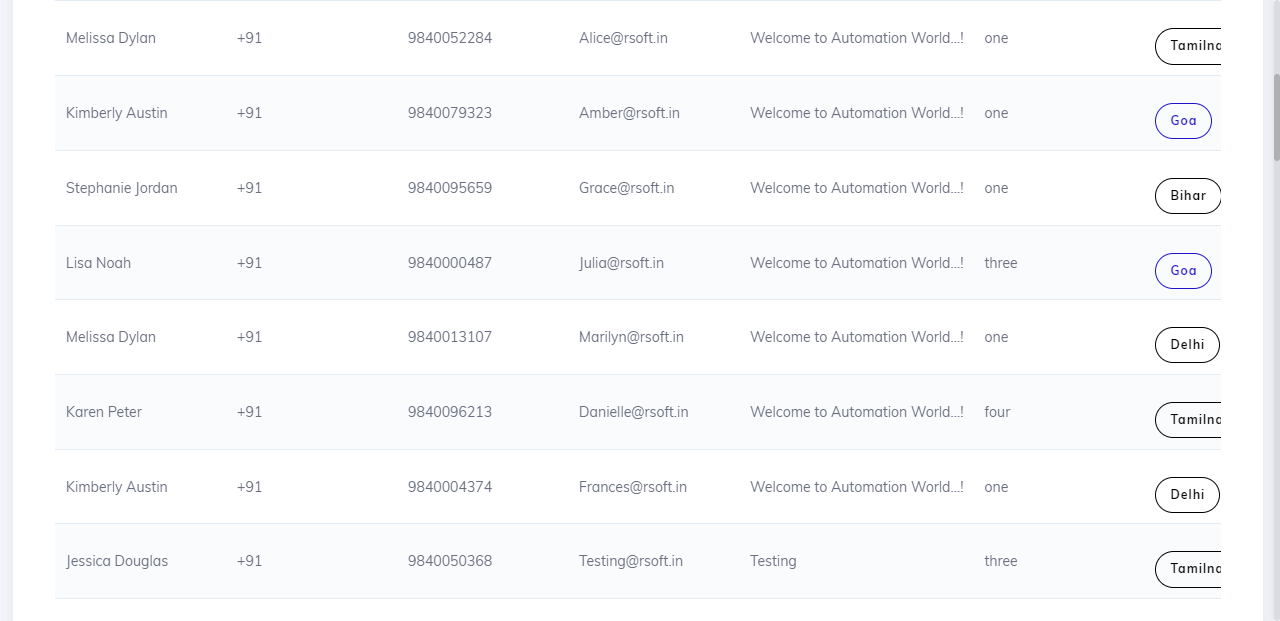 Melissa Dylan +91 9840052284 Alice@rsoft.in Welcome to Automation World...! one Tamilna
Kimberly Austin +91 9840079323 Amber@rsoft.in Welcome to Automation World...! one Goa
Stephanie Jordan +91 9840095659 Grace@rsoft.in Welcome to Automation World...! one Bihar
Lisa Noah +91 9840000487 Julia@rsoft.in Welcome to Automation World...! three Goa
Melissa Dylan +91 9840013107 Marilyn@rsoft.in Welcome to Automation World...! one Delhi
Karen Peter +91 9840096213 Danielle@rsoft.in Welcome to Automation World...! four Tamilna
Kimberly Austin +91 9840004374 Frances@rsoft.in Welcome to Automation World...! one Delhi
Jessica Douglas +91 9840050368 Testing@rsoft.in Testing three Tamilna